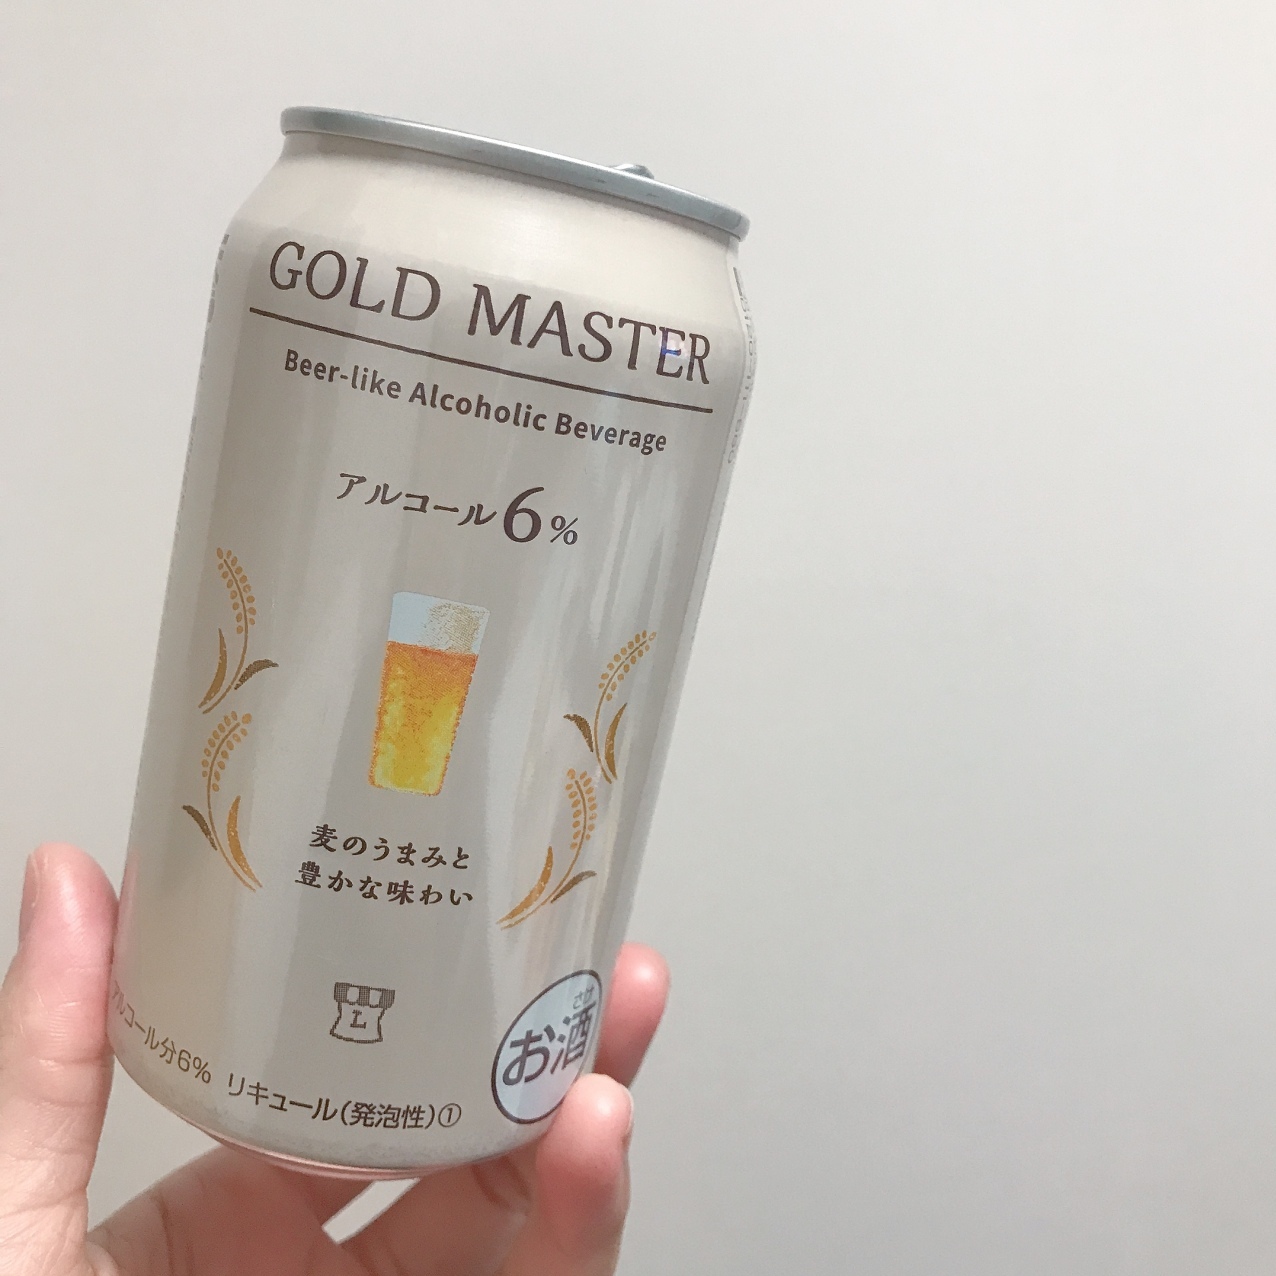 GOLD MASTER
Beer-like Alcoholic Beverage
アルコール6%
麦のうまみと
豊かな味わい
L
さけ
お酒
アルコール分6% リキュール(発泡性)①